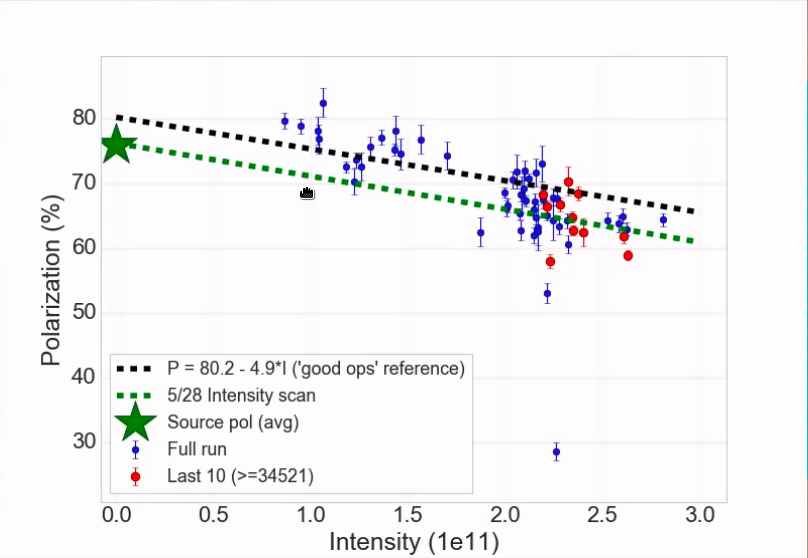 80
70
60
50
40
30
Polarization (%)
P = 80.2 - 4.9*I ('good ops' reference)
5/28 Intensity scan
Source pol (avg)
Full run
Last 10 (>=34521)
0.0 0.5 1.0 1.5 2.0 2.5 3.0
Intensity (1e11)